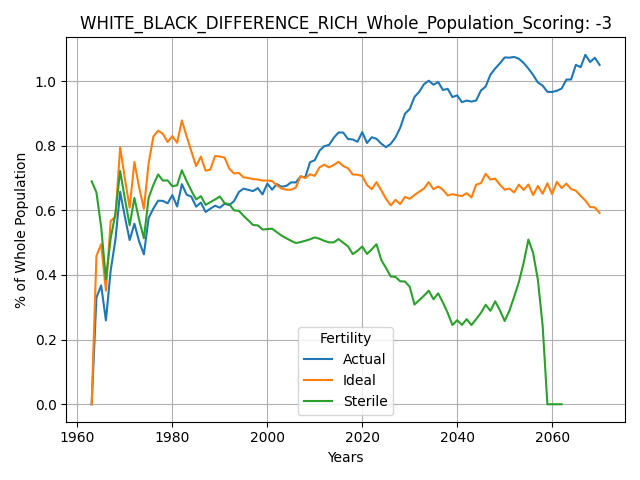 WHITE_BLACK_DIFFERENCE_RICH_Whole_Population_Scoring: -3
% of Whole Population
1.0
0.8
0.6
0.4
0.2
0.0
Fertility
Actual
Ideal
Sterile
1960 1980 2000 2020 2040 2060
Years